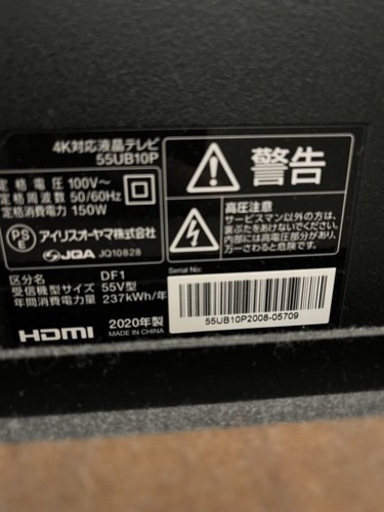 4K対応液晶テレビ
55UB10P
定格電圧 100V～
定格周波数 50/60Hz
定格消費電力 150W
警告
高圧注意
サービスマン以外の方は、
裏ぶたをあけないでください。
内部には高電圧部分が数多くあり、
万一さわると危険です。
PS
E
アイリスオーヤマ株式会社
JQA JQ10828
区分名 DF1
受信機型サイズ 55V型
年間消費電力量 237kWh/年
Serial No:
55UB10P2008-05709
HDMI
2020年製
MADE IN CHINA